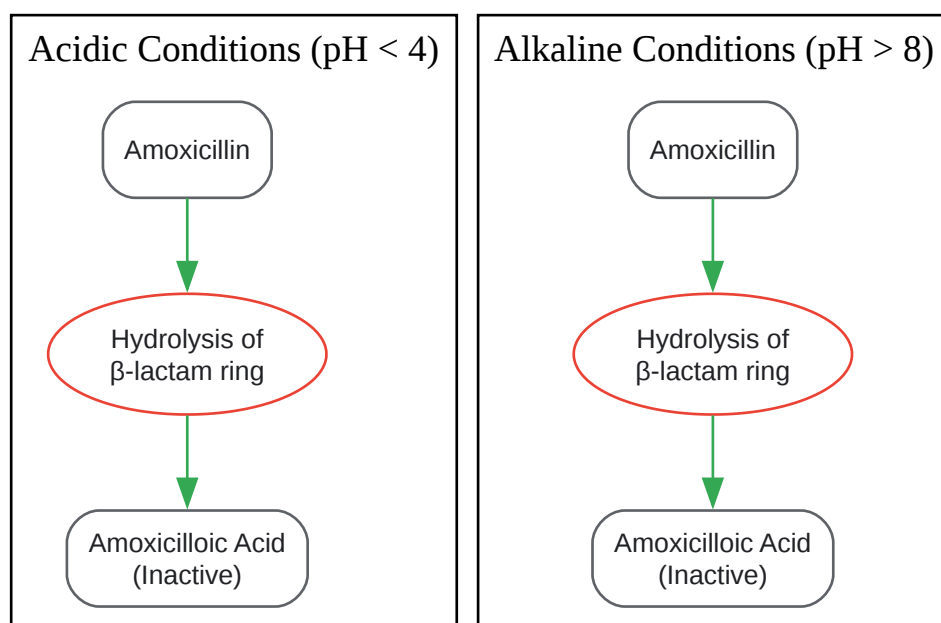 Acidic Conditions (pH < 4)
Amoxicillin
Hydrolysis of
β-lactam ring
Amoxicilloic Acid
(Inactive)
Alkaline Conditions (pH > 8)
Amoxicillin
Hydrolysis of
β-lactam ring
Amoxicilloic Acid
(Inactive)